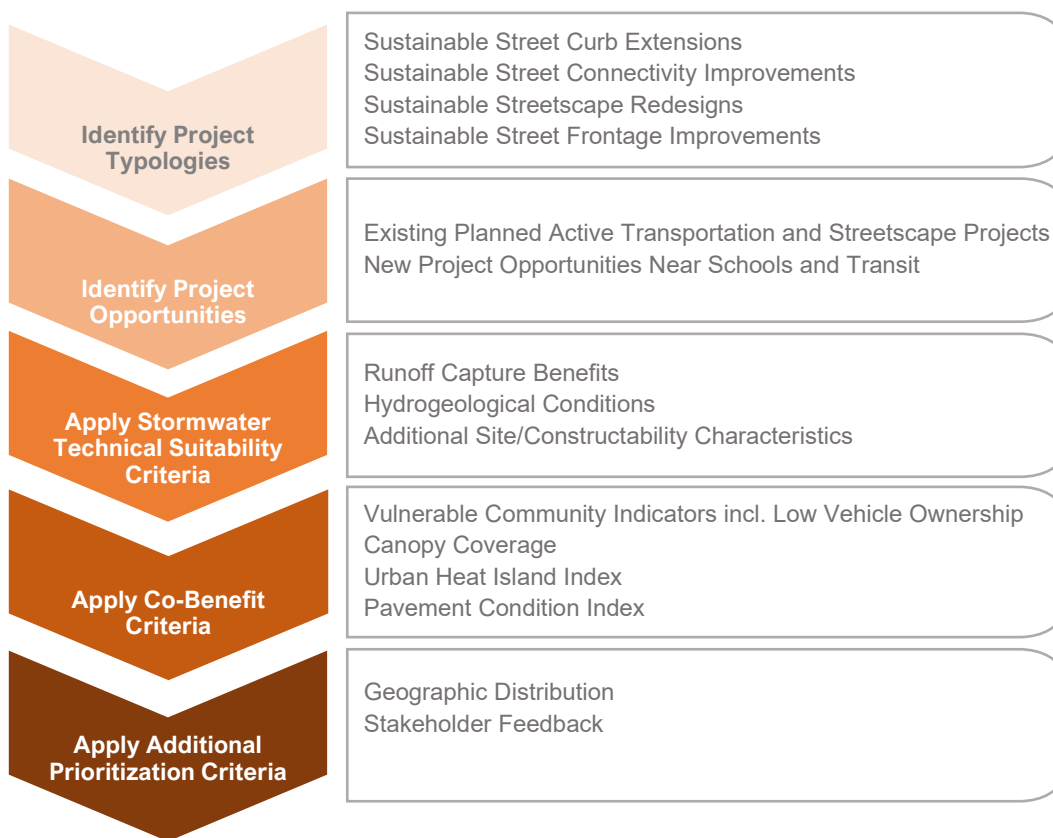 Identify Project
Typologies
Sustainable Street Curb Extensions
Sustainable Street Connectivity Improvements
Sustainable Streetscape Redesigns
Sustainable Street Frontage Improvements
Identify Project
Opportunities
Existing Planned Active Transportation and Streetscape Projects
New Project Opportunities Near Schools and Transit
Apply Stormwater
Technical Suitability
Criteria
Runoff Capture Benefits
Hydrogeological Conditions
Additional Site/Constructability Characteristics
Apply Co-Benefit
Criteria
Vulnerable Community Indicators incl. Low Vehicle Ownership
Canopy Coverage
Urban Heat Island Index
Pavement Condition Index
Apply Additional
Prioritization Criteria
Geographic Distribution
Stakeholder Feedback